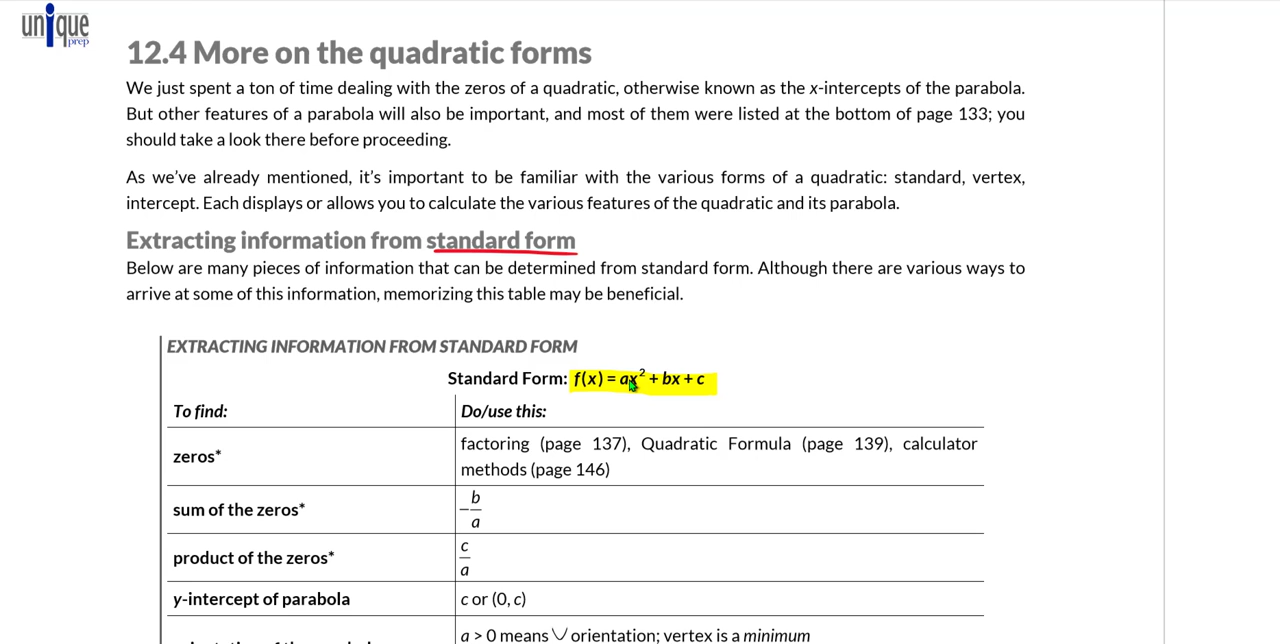 unique
prep
12.4 More on the quadratic forms
We just spent a ton of time dealing with the zeros of a quadratic, otherwise known as the x-intercepts of the parabola.
But other features of a parabola will also be important, and most of them were listed at the bottom of page 133; you
should take a look there before proceeding.
As we've already mentioned, it's important to be familiar with the various forms of a quadratic: standard, vertex,
intercept. Each displays or allows you to calculate the various features of the quadratic and its parabola.
Extracting information from standard form
Below are many pieces of information that can be determined from standard form. Although there are various ways to
arrive at some of this information, memorizing this table may be beneficial.
EXTRACTING INFORMATION FROM STANDARD FORM
Standard Form: f(x) = ax² + bx + c
To find: Do/use this:
zeros* factoring (page 137), Quadratic Formula (page 139), calculator
methods (page 146)
sum of the zeros* −b/a
product of the zeros* c/a
y-intercept of parabola c or (0, c)
a > 0 means ∪ orientation; vertex is a minimum